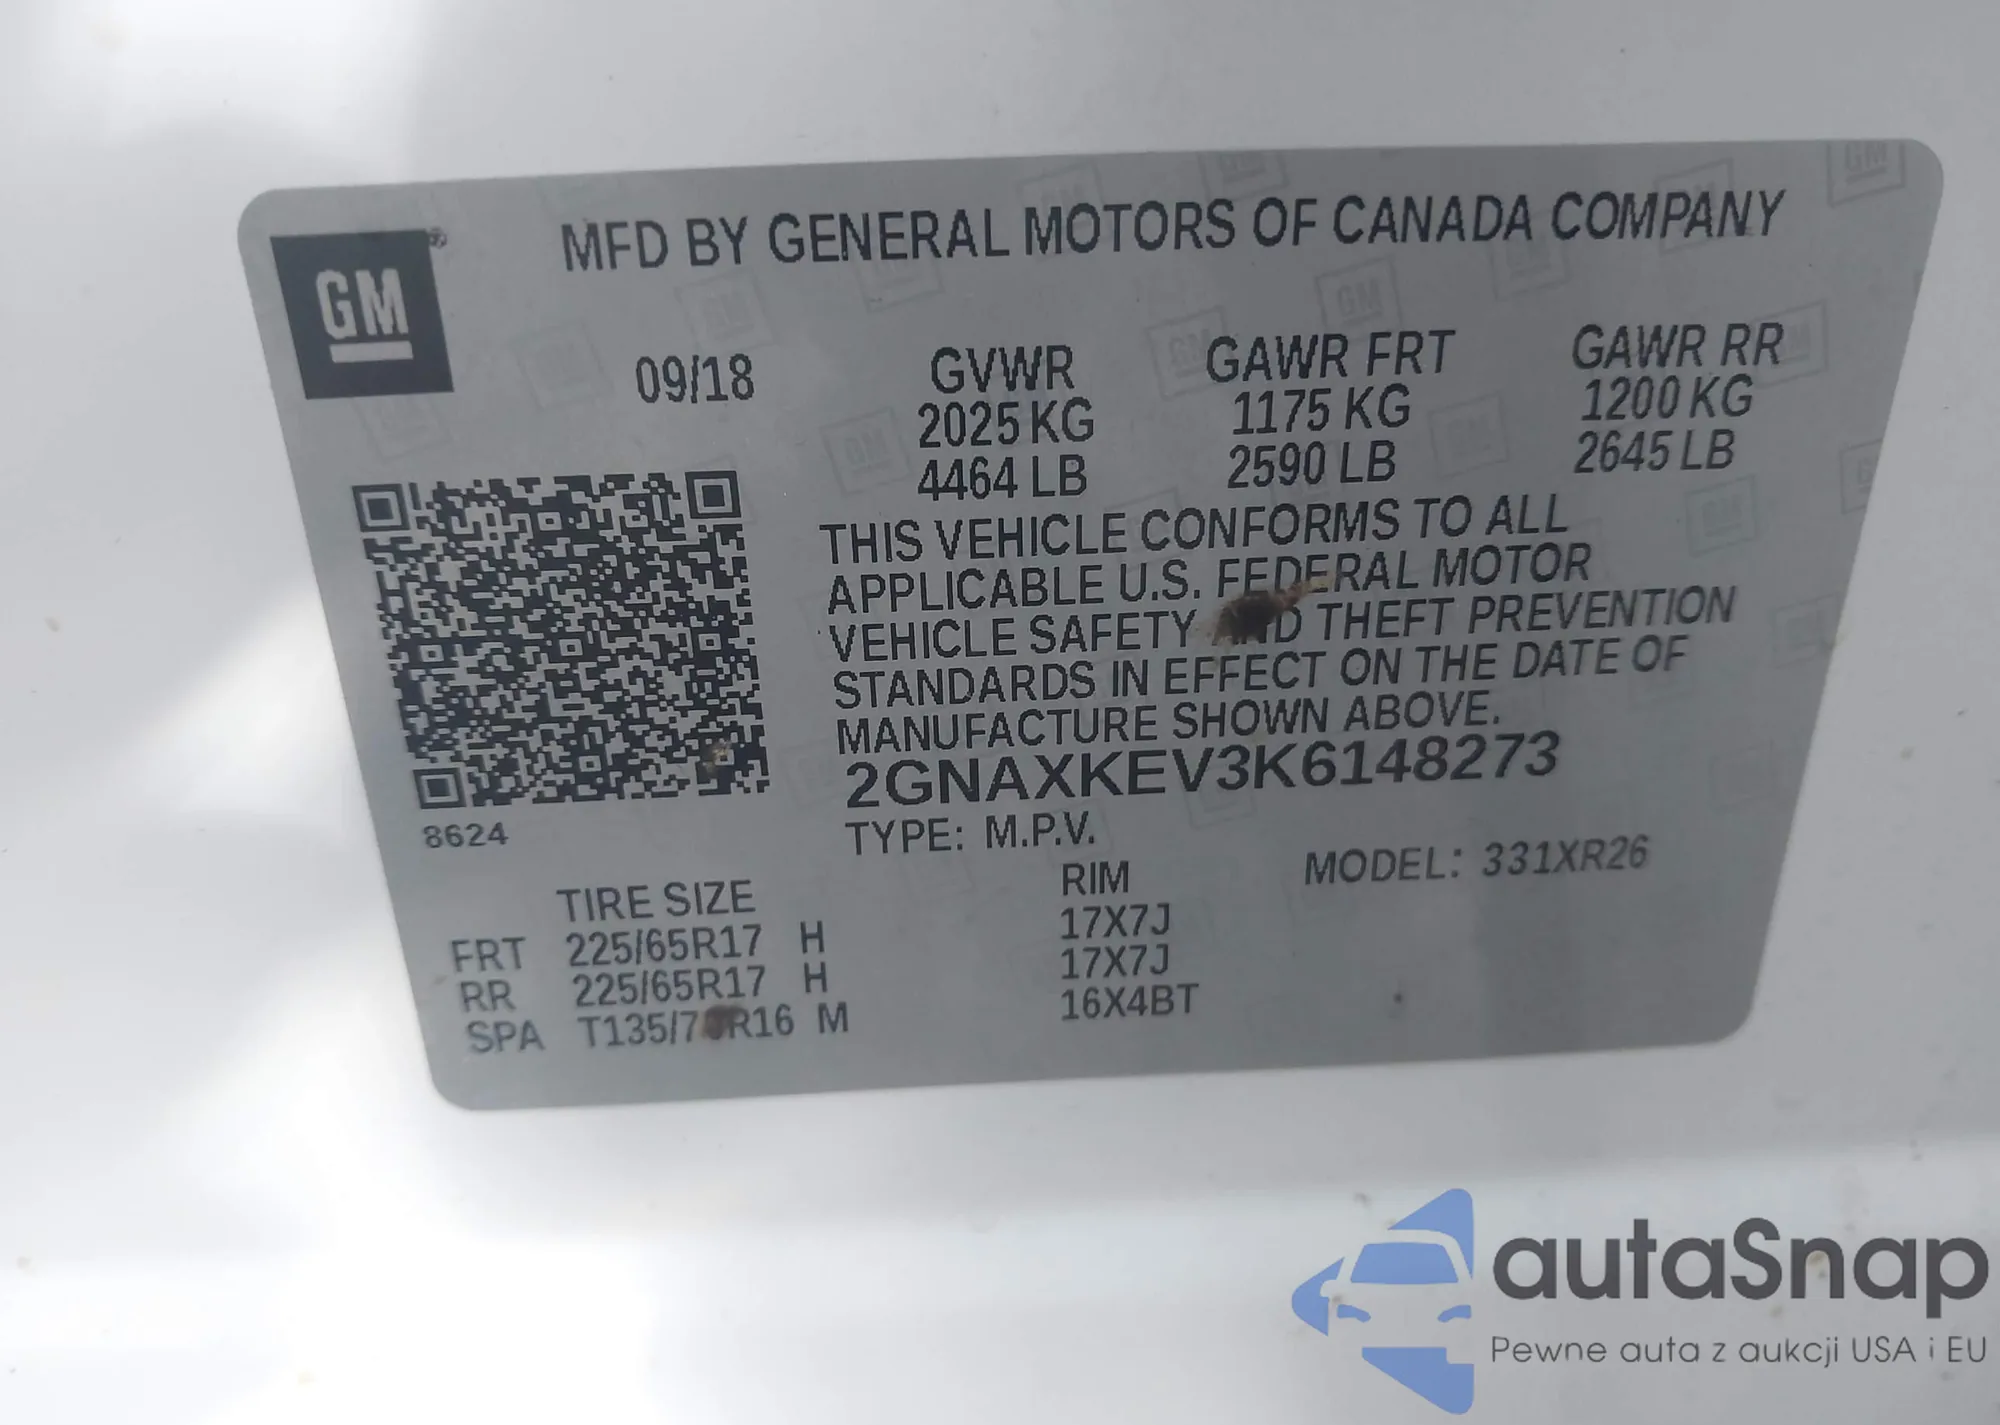 MFD BY GENERAL MOTORS OF CANADA COMPANY
GM
®
09/18
GVWR GAWR FRT GAWR RR
2025 KG 1175 KG 1200 KG
4464 LB 2590 LB 2645 LB
THIS VEHICLE CONFORMS TO ALL
APPLICABLE U.S. FEDERAL MOTOR
VEHICLE SAFETY AND THEFT PREVENTION
STANDARDS IN EFFECT ON THE DATE OF
MANUFACTURE SHOWN ABOVE.
2GNAXKEV3K6148273
8624
TYPE: M.P.V.
MODEL: 331XR26
TIRE SIZE RIM
FRT 225/65R17 H 17X7J
RR 225/65R17 H 17X7J
SPA M 16X4BT
autaSnap
Pewne auta z aukcji USA i EU